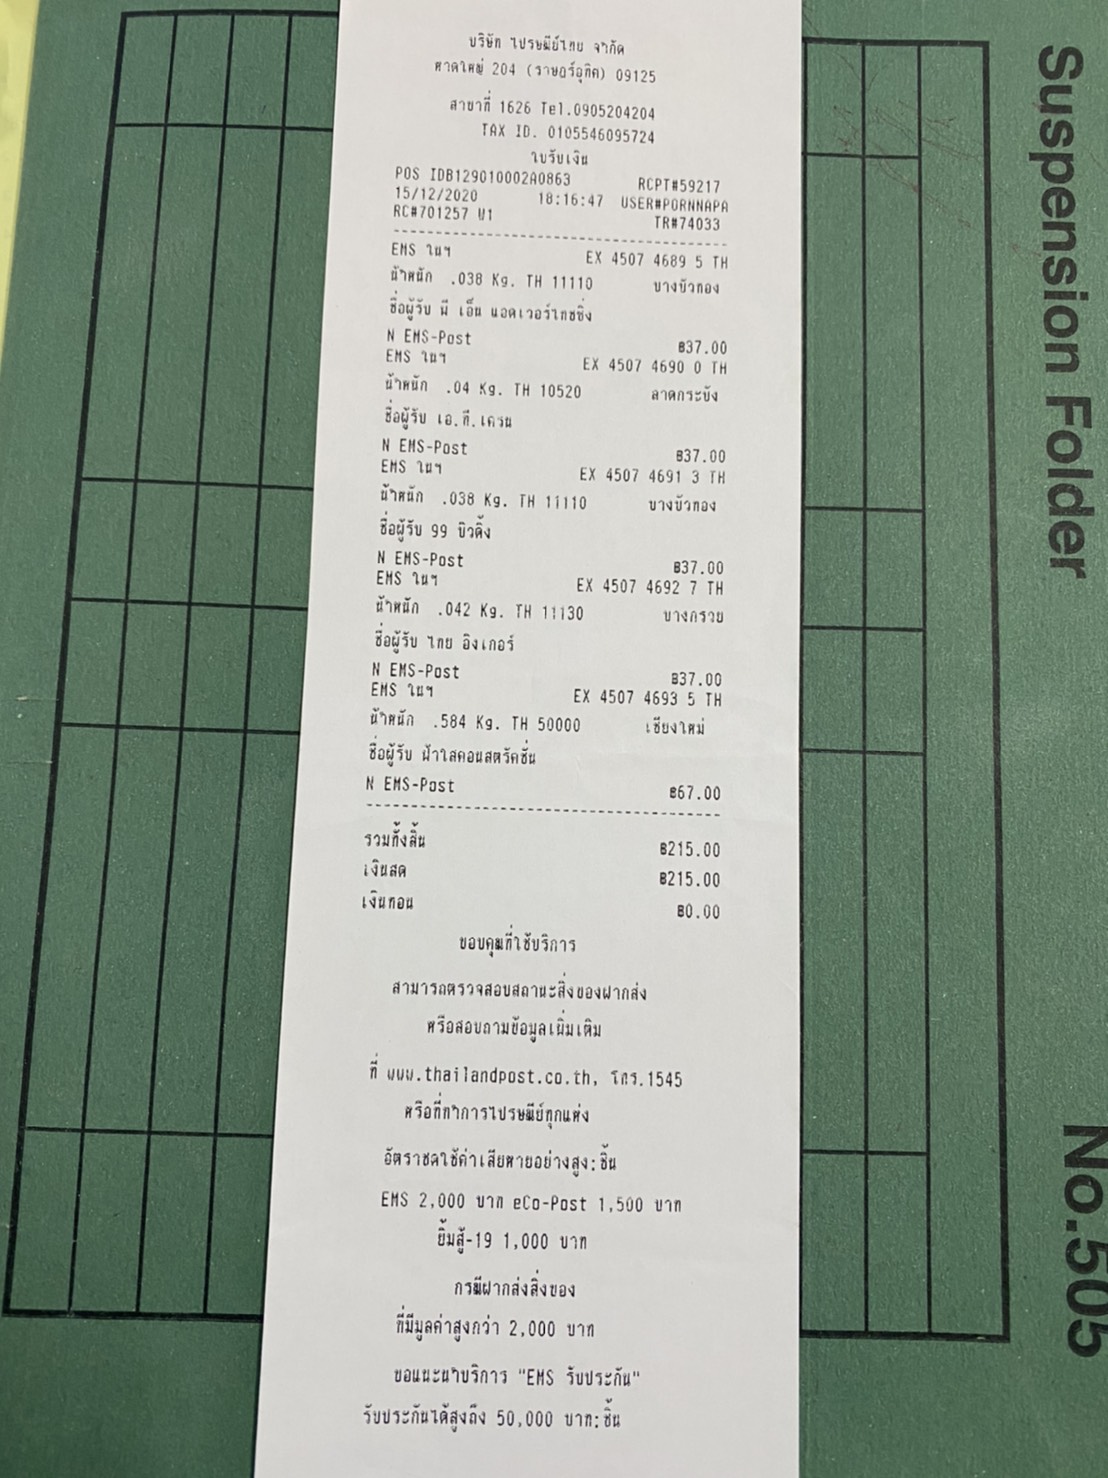 บริษัท ไปรษณีย์ไทย จำกัด
หาดใหญ่ 204 (ราษฎร์อุทิศ) 09125
สาขาที่ 1626 Tel.0905204204
TAX ID. 0105546095724
ใบรับเงิน
POS IDB129010002A0863 RCPT#59217
15/12/2020 18:16:47 USER#PORNNAPA
RC#701257 W1 TR#74033
EMS ในฯ EX 4507 4689 5 TH
น้ำหนัก .038 Kg. TH 11110 บางบัวทอง
ชื่อผู้รับ พี เอ็น แอดเวอร์ไทซซิ่ง
N EMS-Post ฿37.00
EMS ในฯ EX 4507 4690 0 TH
น้ำหนัก .04 Kg. TH 10520 ลาดกระบัง
ชื่อผู้รับ เอ.ที.เครน
N EMS-Post ฿37.00
EMS ในฯ EX 4507 4691 3 TH
น้ำหนัก .038 Kg. TH 11110 บางบัวทอง
ชื่อผู้รับ 99 บิวดิ้ง
N EMS-Post ฿37.00
EMS ในฯ EX 4507 4692 7 TH
น้ำหนัก .042 Kg. TH 11130 บางกรวย
ชื่อผู้รับ ไทย อิงเกอร์
N EMS-Post ฿37.00
EMS ในฯ EX 4507 4693 5 TH
น้ำหนัก .584 Kg. TH 50000 เชียงใหม่
ชื่อผู้รับ ฟ้าใสคอนสตรัคชั่น
N EMS-Post ฿67.00
รวมทั้งสิ้น ฿215.00
เงินสด ฿215.00
เงินทอน ฿0.00
ขอบคุณที่ใช้บริการ
สามารถตรวจสอบสถานะสิ่งของฝากส่ง
หรือสอบถามข้อมูลเพิ่มเติม
ที่ www.thailandpost.co.th, โทร.1545
หรือที่ทำการไปรษณีย์ทุกแห่ง
อัตราชดใช้ค่าเสียหายอย่างสูง:ชิ้น
EMS 2,000 บาท eCo-Post 1,500 บาท
ยิ้มสู้-19 1,000 บาท
กรณีฝากส่งสิ่งของ
ที่มีมูลค่าสูงกว่า 2,000 บาท
ขอแนะนำบริการ "EMS รับประกัน"
รับประกันได้สูงถึง 50,000 บาท:ชิ้น
Suspension Folder
No.505